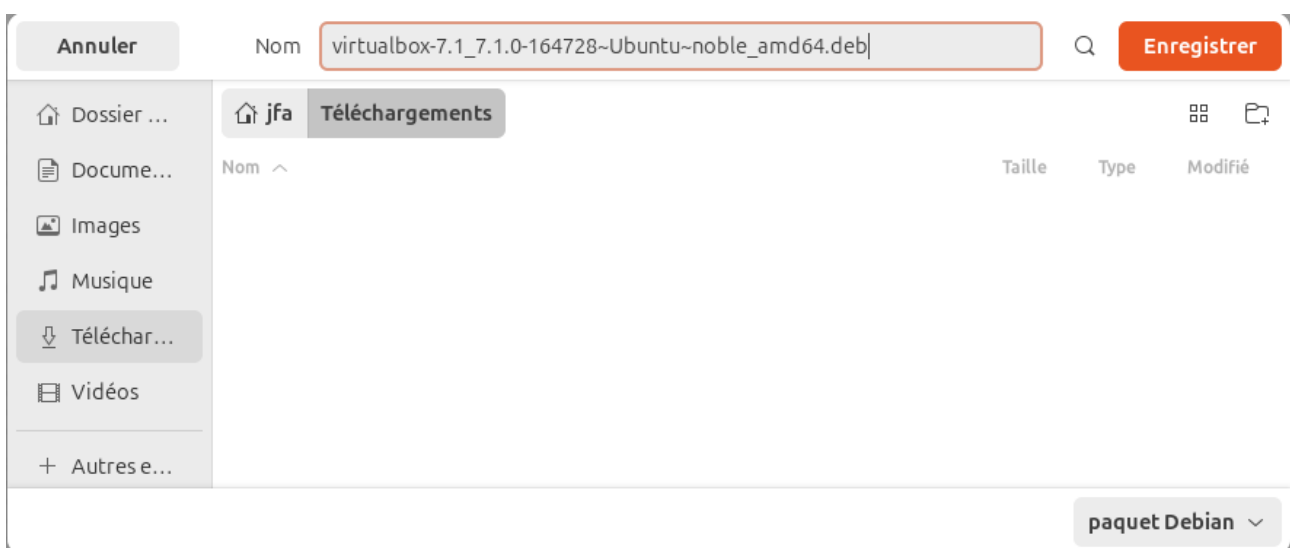 Annuler Nom virtualbox-7.1_7.1.0-164728~Ubuntu~noble_amd64.deb Enregistrer
Dossier ... jfa Téléchargements
Docume... Nom Taille Type Modifié
Images
Musique
Téléchar...
Vidéos
+ Autres e...
paquet Debian